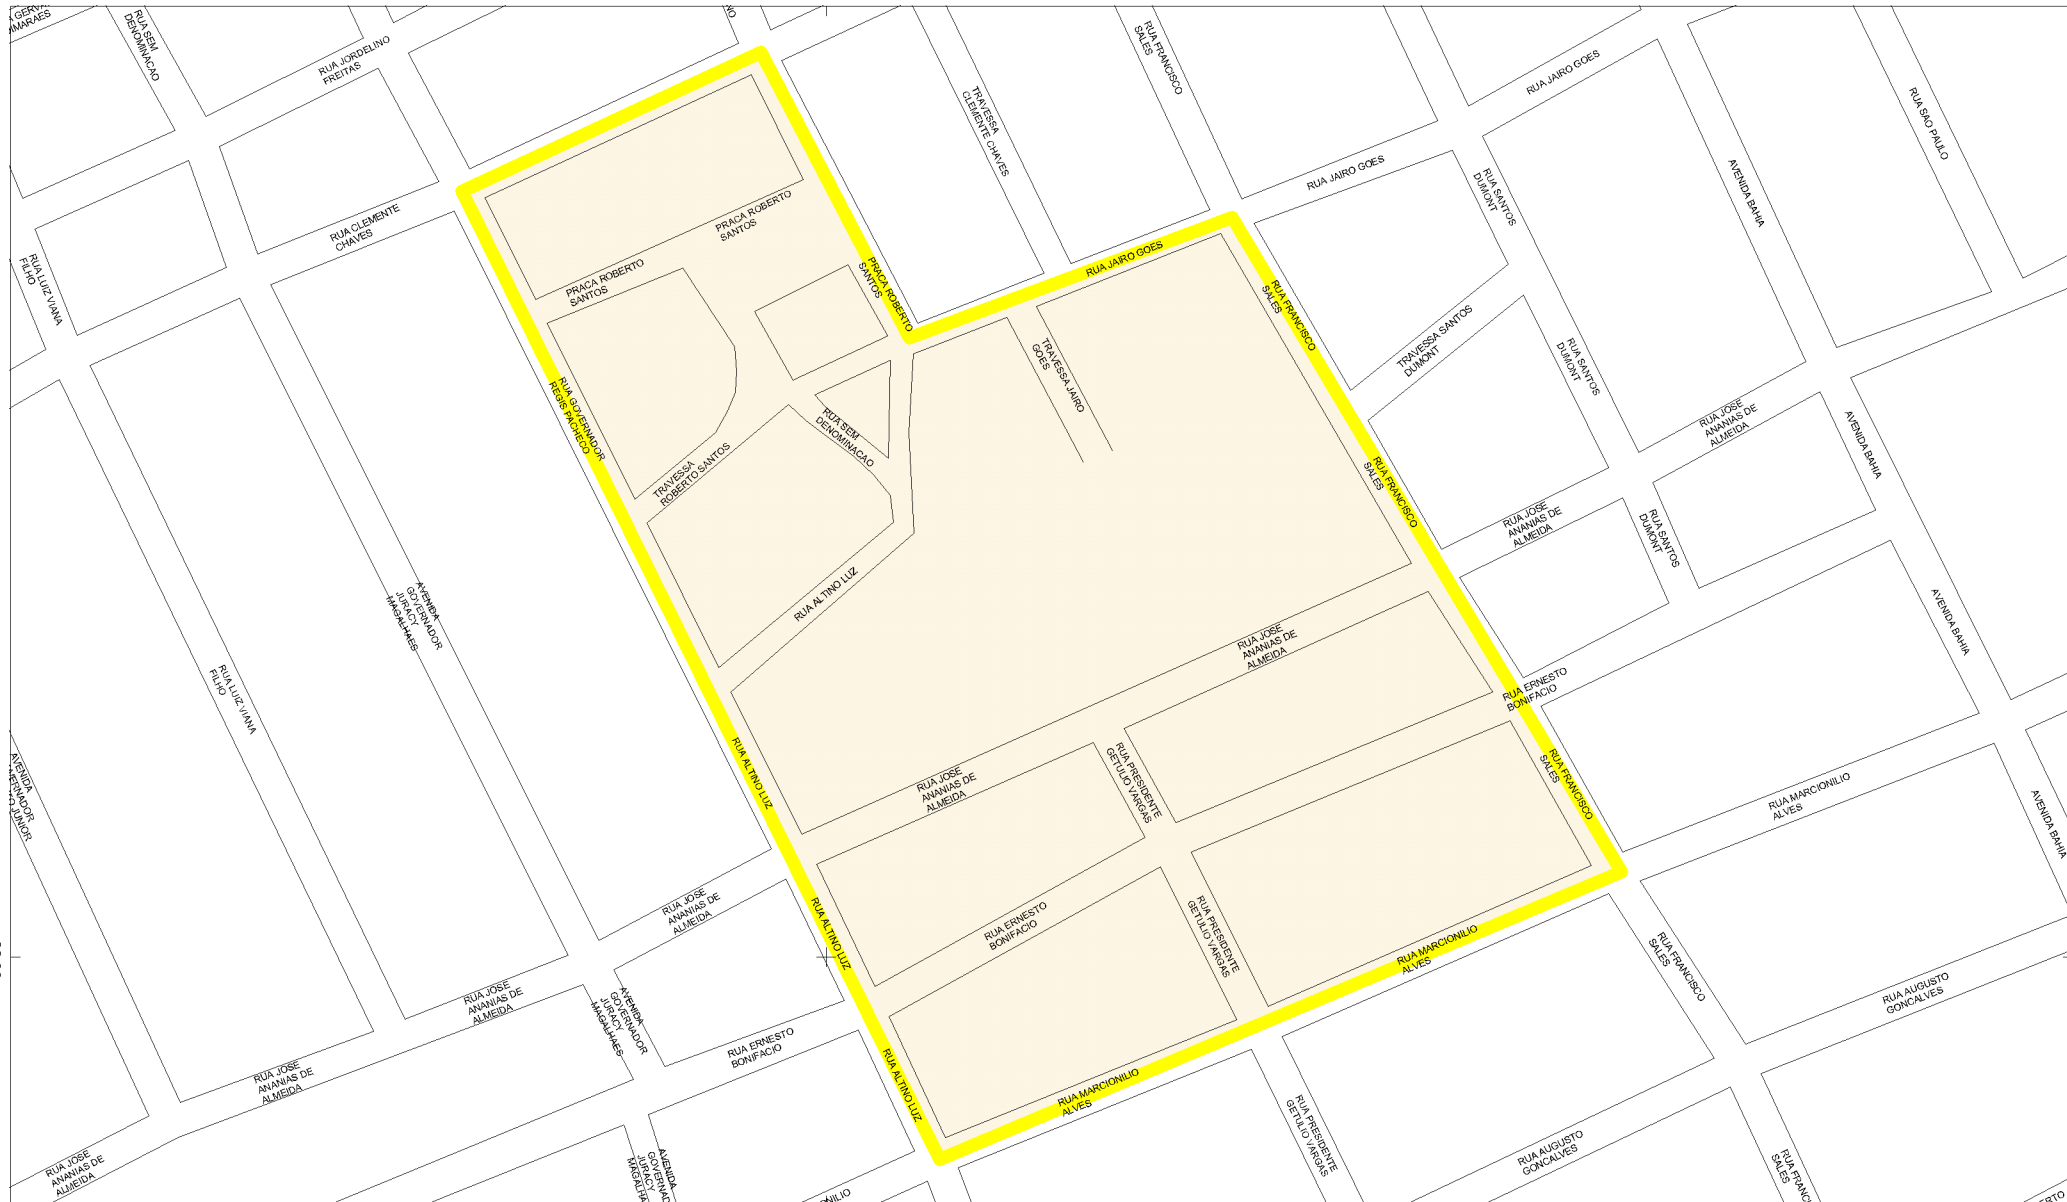 RUA SEM
DENOMINACAO
RUA JORDELINO
FREITAS
RUA FRANCISCO
SALES
RUA JAIRO GOES
TRAVESSA
CLEMENTE CHAVES
RUA SAO PAULO
RUA JAIRO GOES
RUA SANTOS
DUMONT
AVENIDA BAHIA
RUA CLEMENTE
CHAVES
PRACA ROBERTO
SANTOS
RUA LUIZ VIANA
FILHO
PRACA ROBERTO
SANTOS
PRACA ROBERTO
SANTOS
RUA JAIRO GOES
RUA FRANCISCO
SALES
TRAVESSA SANTOS
DUMONT
RUA SANTOS
DUMONT
TRAVESSA JAIRO
GOES
RUA GOVERNADOR
REGIS PACHECO
RUA SEM
DENOMINACAO
RUA JOSE
ANANIAS DE
ALMEIDA
AVENIDA BAHIA
TRAVESSA
ROBERTO SANTOS
RUA FRANCISCO
SALES
RUA JOSE
ANANIAS DE
ALMEIDA
RUA SANTOS
DUMONT
AVENIDA
GOVERNADOR
JURACY
MAGALHAES
RUA ALTINO LUZ
AVENIDA BAHIA
RUA JOSE
ANANIAS DE
ALMEIDA
RUA LUIZ VIANA
FILHO
RUA ERNESTO
BONIFACIO
RUA ALTINO LUZ
RUA PRESIDENTE
GETULIO VARGAS
RUA JOSE
ANANIAS DE
ALMEIDA
RUA FRANCISCO
SALES
RUA MARCIONILIO
ALVES
AVENIDA BAHIA
AVENIDA
JUNIOR
RUA JOSE
ANANIAS DE
ALMEIDA
RUA ALTINO LUZ
RUA ERNESTO
BONIFACIO
RUA PRESIDENTE
GETULIO VARGAS
RUA MARCIONILIO
ALVES
RUA FRANCISCO
SALES
RUA AUGUSTO
GONCALVES
RUA JOSE
ANANIAS DE
ALMEIDA
AVENIDA
GOVERNADOR
JURACY
MAGALHAES
RUA ERNESTO
BONIFACIO
RUA JOSE
ANANIAS DE
ALMEIDA
RUA ALTINO LUZ
RUA MARCIONILIO
ALVES
RUA PRESIDENTE
GETULIO VARGAS
RUA AUGUSTO
GONCALVES
RUA JOSE
ANANIAS DE
ALMEIDA
AVENIDA
JURACY
RUA
SALES